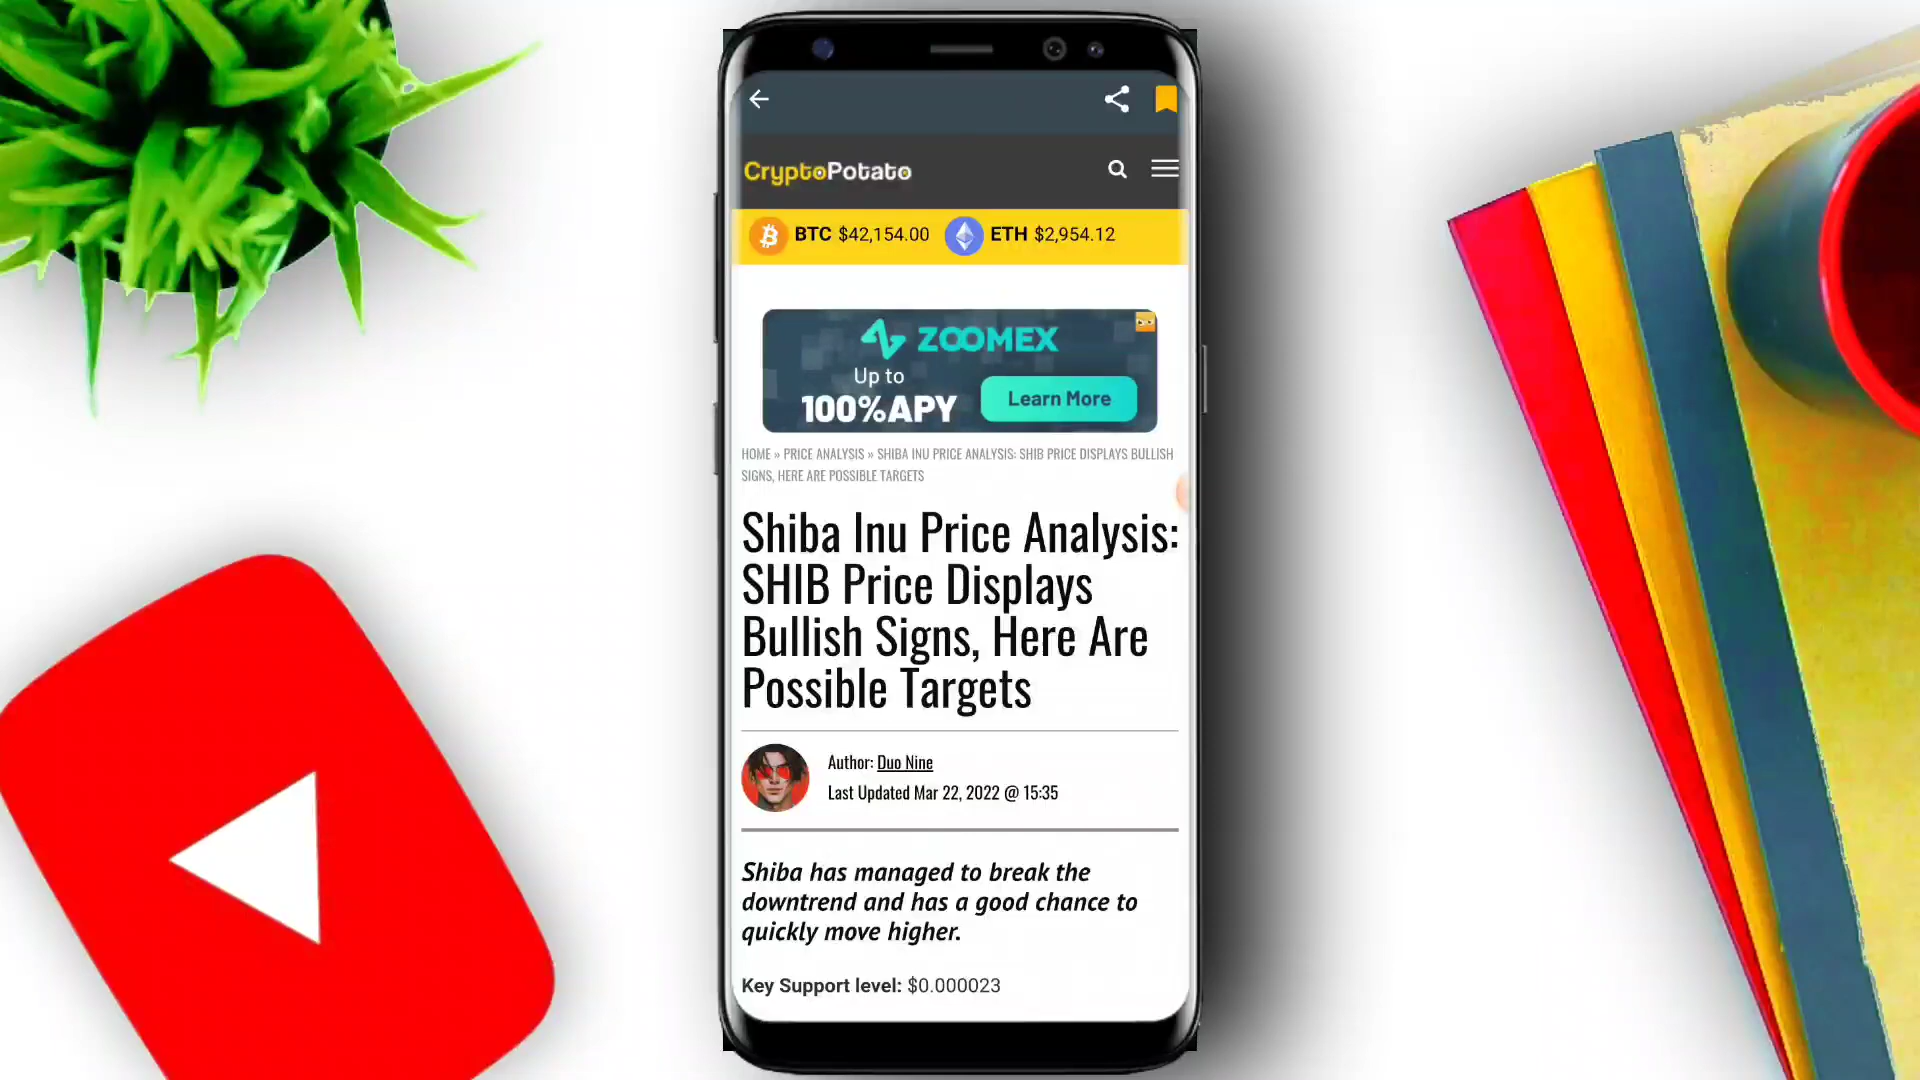 CryptoPotato
BTC $42,154.00 ETH $2,954.12
ZOOMEX
Up to
100%APY
Learn More
HOME » PRICE ANALYSIS » SHIBA INU PRICE ANALYSIS: SHIB PRICE DISPLAYS BULLISH
SIGNS, HERE ARE POSSIBLE TARGETS
Shiba Inu Price Analysis:
SHIB Price Displays
Bullish Signs, Here Are
Possible Targets
Author: Duo Nine
Last Updated Mar 22, 2022 @ 15:35
Shiba has managed to break the
downtrend and has a good chance to
quickly move higher.
Key Support level: $0.000023